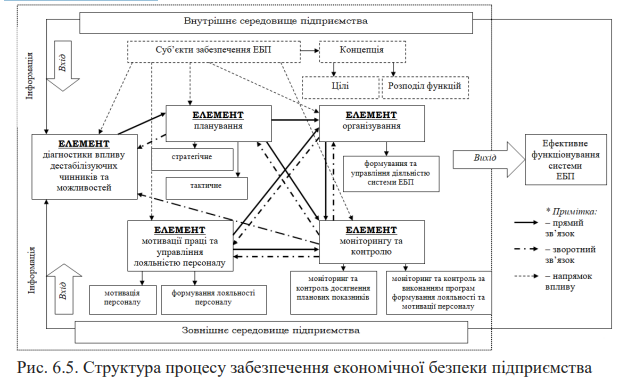 Внутрішнє середовище підприємства
Інформація
Вхід
Суб'єкти забезпечення ЕБП
Концепція
Цілі
Розподіл функцій
ЕЛЕМЕНТ
планування
ЕЛЕМЕНТ
організування
ЕЛЕМЕНТ
діагностики впливу
дестабілізуючих
чинників та
можливостей
стратегічне
тактичне
формування та
управління діяльністю
системи ЕБП
Вихід
Ефективне
функціонування
системи
ЕБП
ЕЛЕМЕНТ
мотивації праці та
управління
лояльністю персоналу
ЕЛЕМЕНТ
моніторингу та
контролю
* Примітка:
– прямий
зв'язок
– зворотний
зв'язок
– напрямок
впливу
Інформація
Вхід
мотивація
персоналу
формування лояльності
персоналу
моніторинг та
контроль досягнення
планових показників
моніторинг та контроль за
виконанням програм
формування лояльності та
мотивації персоналу
Зовнішнє середовище підприємства
Рис. 6.5. Структура процесу забезпечення економічної безпеки підприємства